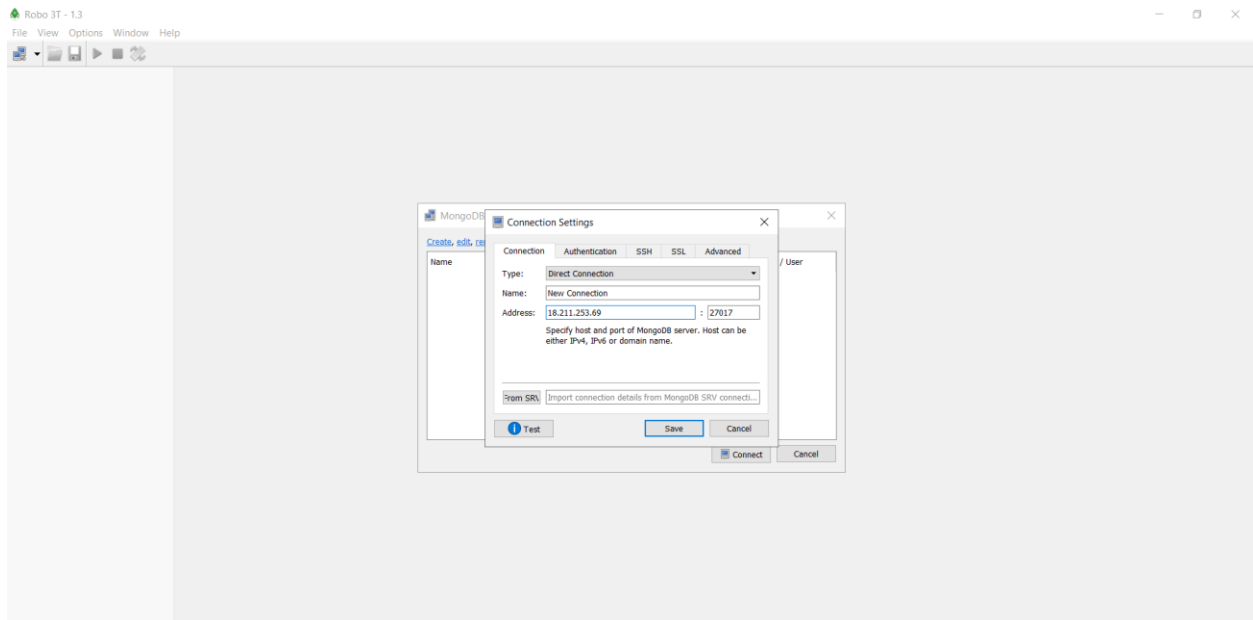 Robo 3T - 1.3
File View Options Window Help
MongoDB
Create, edit,
Name
/ User
Connection Settings
Connection Authentication SSH SSL Advanced
Type: Direct Connection
Name: New Connection
Address: 18.211.253.69 : 27017
Specify host and port of MongoDB server. Host can be
either IPv4, IPv6 or domain name.
From SRV Import connection details from MongoDB SRV connecti...
Test Save Cancel
Connect Cancel